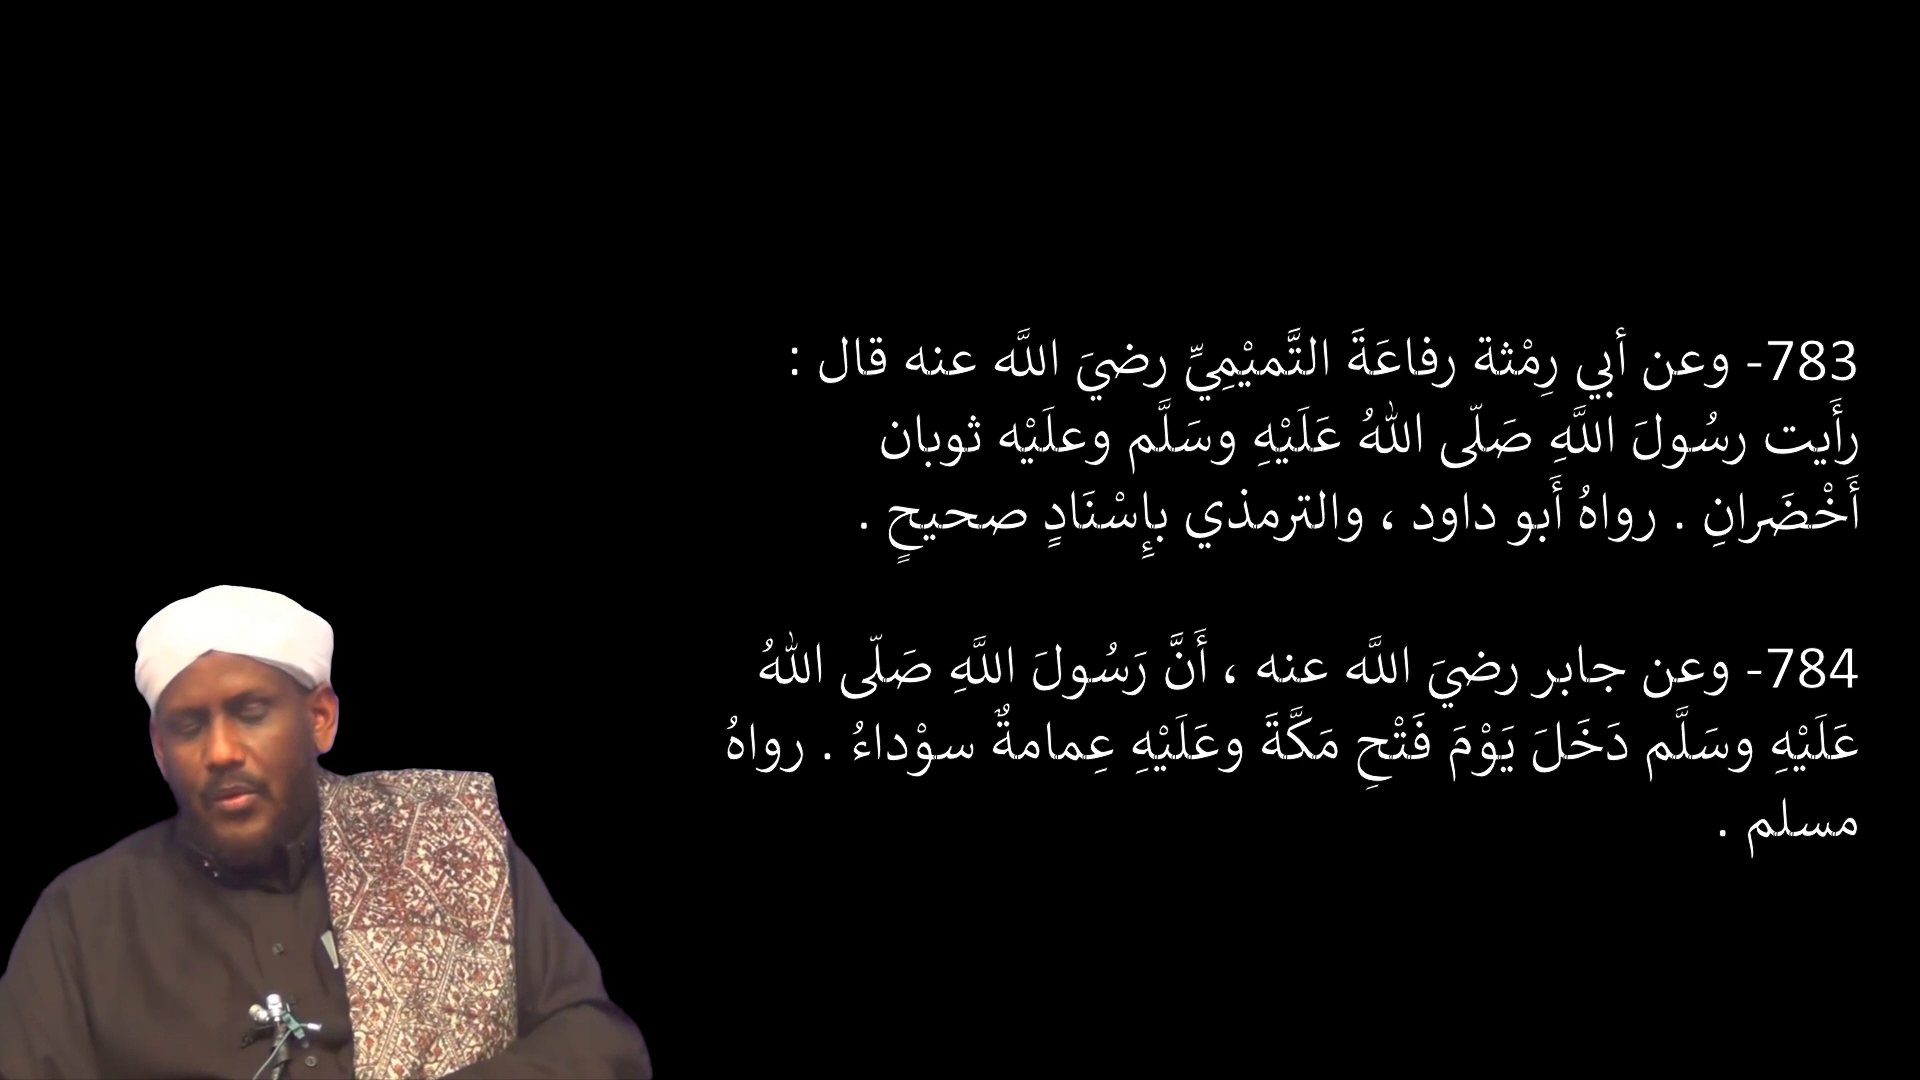 783- وعن أبي رِمْثة رفاعَةَ التَّميْمِيِّ رضيَ اللَّه عنه قال :
رأَيت رسُولَ اللَّهِ صَلّى اللهُ عَلَيْهِ وسَلَّم وعلَيْه ثوبان
أَخْضَرانِ . رواهُ أَبو داود ، والترمذي بإِسْنَادٍ صحيحٍ .
784- وعن جابر رضيَ اللَّه عنه ، أَنَّ رَسُولَ اللَّهِ صَلّى اللهُ
عَلَيْهِ وسَلَّم دَخَلَ يَوْمَ فَتْحِ مَكَّةَ وعَلَيْهِ عِمامةٌ سوْداءُ . رواهُ
مسلم .